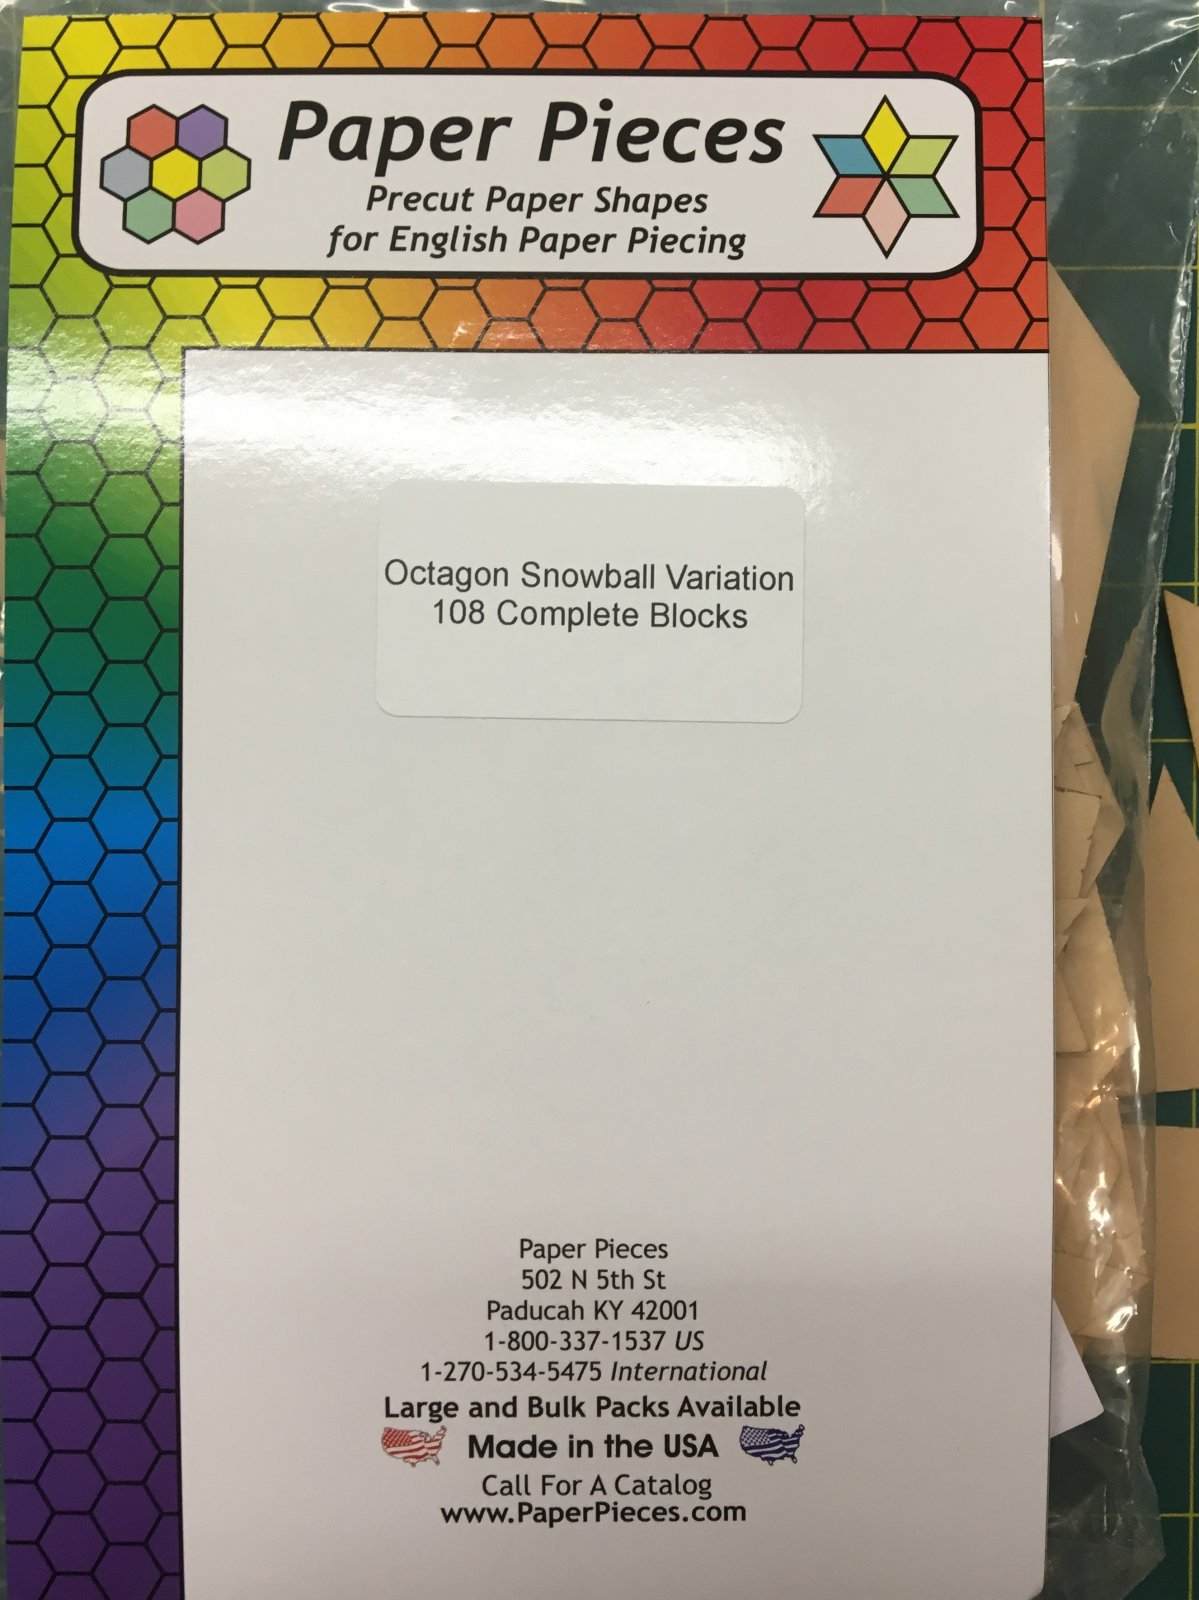 Paper Pieces
Precut Paper Shapes
for English Paper Piecing
Octagon Snowball Variation
108 Complete Blocks
Paper Pieces
502 N 5th St
Paducah KY 42001
1-800-337-1537 US
1-270-534-5475 International
Large and Bulk Packs Available
Made in the USA
Call For A Catalog
www.PaperPieces.com